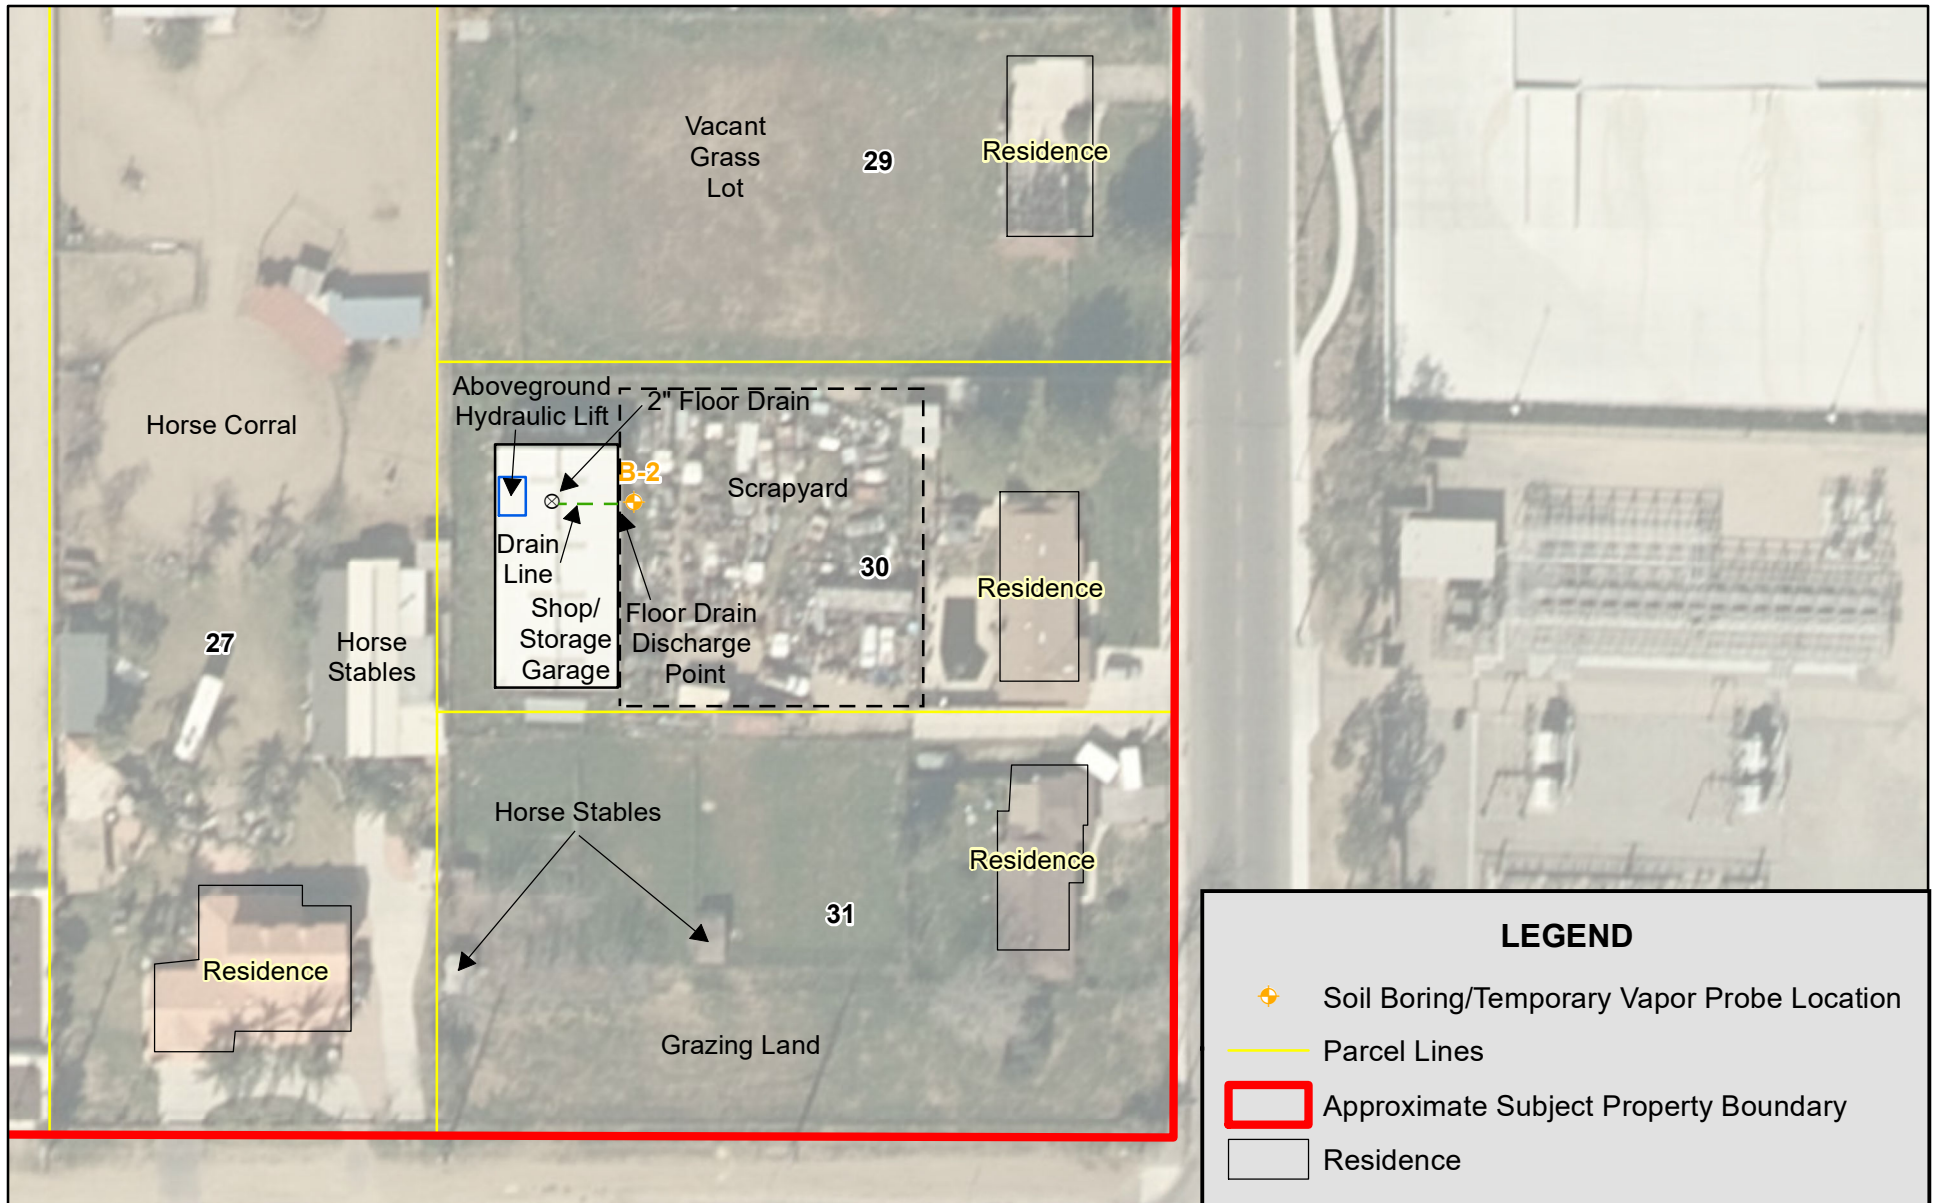 Vacant
Grass
Lot
29
Residence
Aboveground
Hydraulic Lift
2" Floor Drain
Horse Corral
B-2
Scrapyard
Drain
Line
30
Residence
Shop/
Storage
Garage
Floor Drain
Discharge
Point
27
Horse
Stables
Horse Stables
Residence
31
Residence
Grazing Land
LEGEND
Soil Boring/Temporary Vapor Probe Location
Parcel Lines
Approximate Subject Property Boundary
Residence